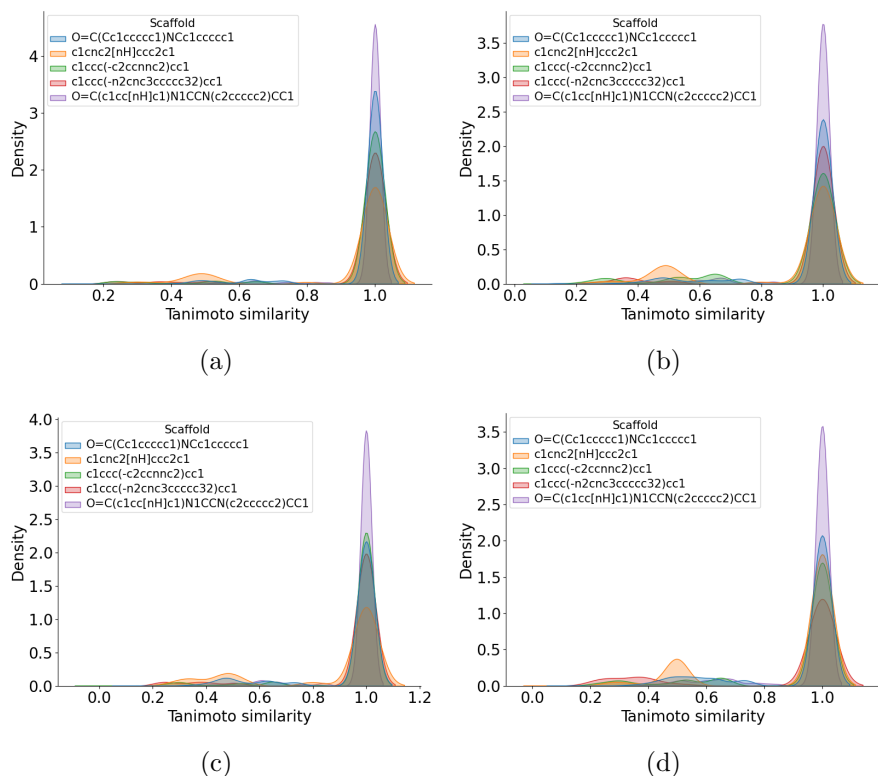 Scaffold
O=C(Cc1ccccc1)NCc1ccccc1
c1cnc2[nH]ccc2c1
c1ccc(-c2ccnnc2)cc1
c1ccc(-n2cnc3ccccc32)cc1
O=C(c1cc[nH]c1)N1CCN(c2ccccc2)CC1
Density
4
3
2
1
0
0.2 0.4 0.6 0.8 1.0
Tanimoto similarity
(a)
Scaffold
O=C(Cc1ccccc1)NCc1ccccc1
c1cnc2[nH]ccc2c1
c1ccc(-c2ccnnc2)cc1
c1ccc(-n2cnc3ccccc32)cc1
O=C(c1cc[nH]c1)N1CCN(c2ccccc2)CC1
Density
3.5
3.0
2.5
2.0
1.5
1.0
0.5
0.0
0.0 0.2 0.4 0.6 0.8 1.0
Tanimoto similarity
(b)
Scaffold
O=C(Cc1ccccc1)NCc1ccccc1
c1cnc2[nH]ccc2c1
c1ccc(-c2ccnnc2)cc1
c1ccc(-n2cnc3ccccc32)cc1
O=C(c1cc[nH]c1)N1CCN(c2ccccc2)CC1
Density
4.0
3.5
3.0
2.5
2.0
1.5
1.0
0.5
0.0
0.0 0.2 0.4 0.6 0.8 1.0 1.2
Tanimoto similarity
(c)
Scaffold
O=C(Cc1ccccc1)NCc1ccccc1
c1cnc2[nH]ccc2c1
c1ccc(-c2ccnnc2)cc1
c1ccc(-n2cnc3ccccc32)cc1
O=C(c1cc[nH]c1)N1CCN(c2ccccc2)CC1
Density
3.5
3.0
2.5
2.0
1.5
1.0
0.5
0.0
0.0 0.2 0.4 0.6 0.8 1.0
Tanimoto similarity
(d)